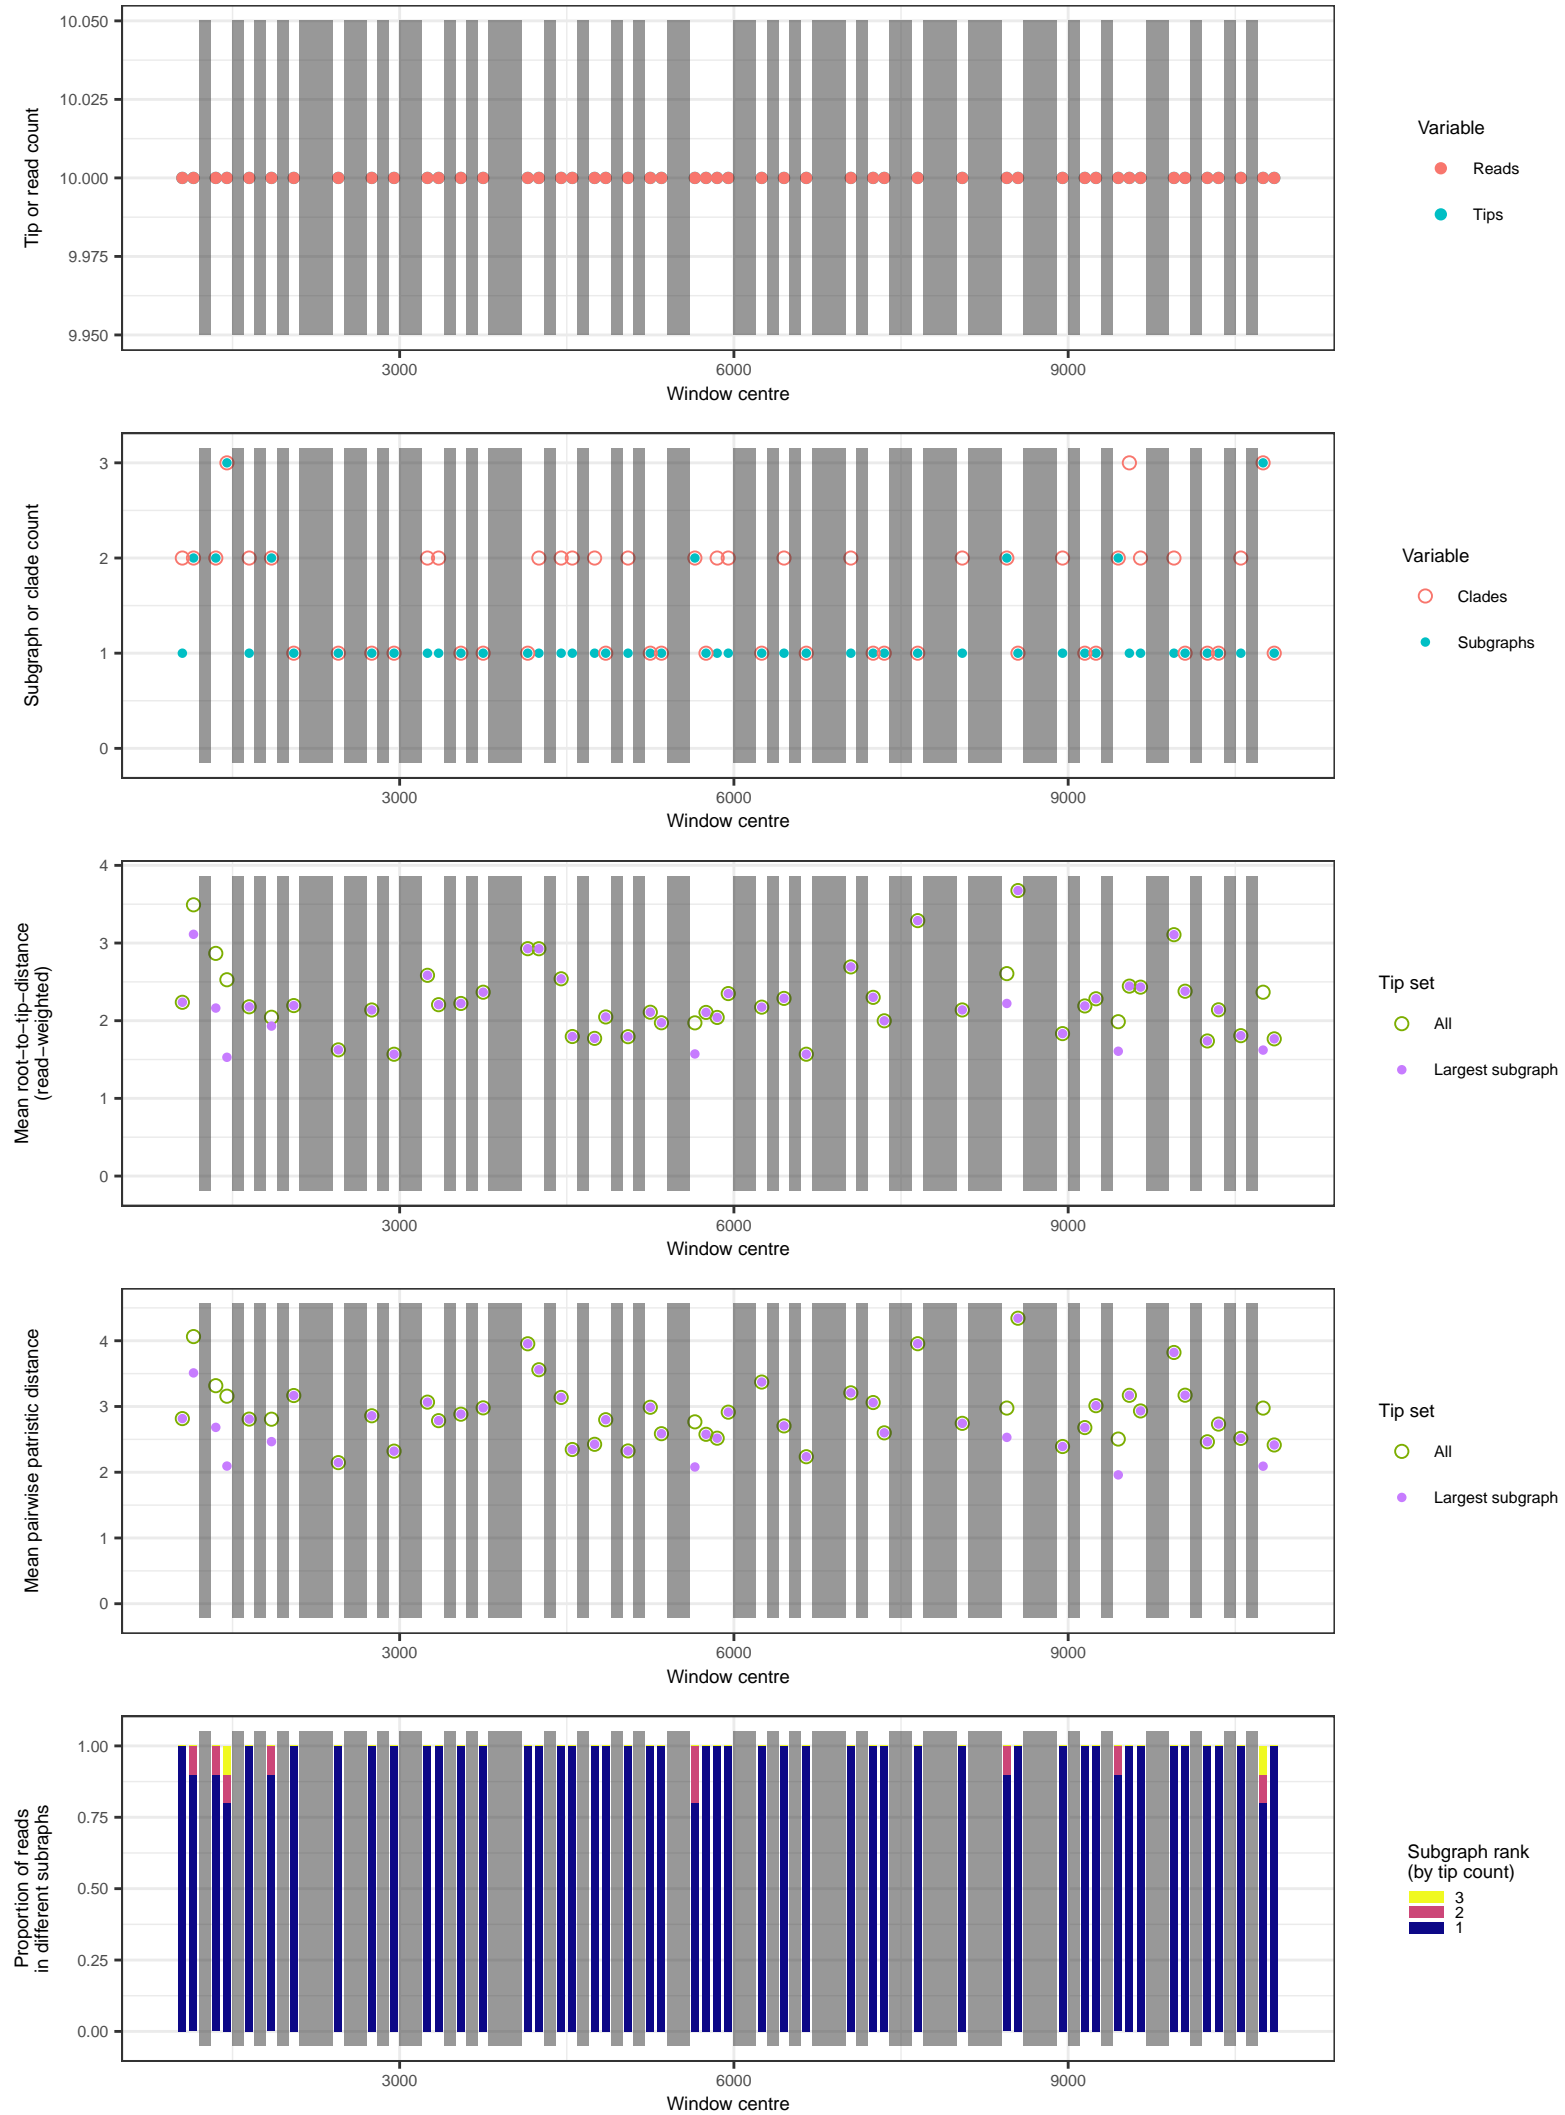 10.050
10.025
10.000
9.975
9.950
Tip or read count
3000
6000
9000
Window centre
Variable
Reads
Tips
3
2
1
0
Subgraph or clade count
3000
6000
9000
Window centre
Variable
Clades
Subgraphs
4
3
2
1
0
Mean root−to−tip−distance
(read−weighted)
3000
6000
9000
Window centre
Tip set
All
Largest subgraph
4
3
2
1
0
Mean pairwise patristic distance
3000
6000
9000
Window centre
Tip set
All
Largest subgraph
1.00
0.75
0.50
0.25
0.00
Proportion of reads
in different subraphs
3000
6000
9000
Window centre
Subgraph rank
(by tip count)
3
2
1